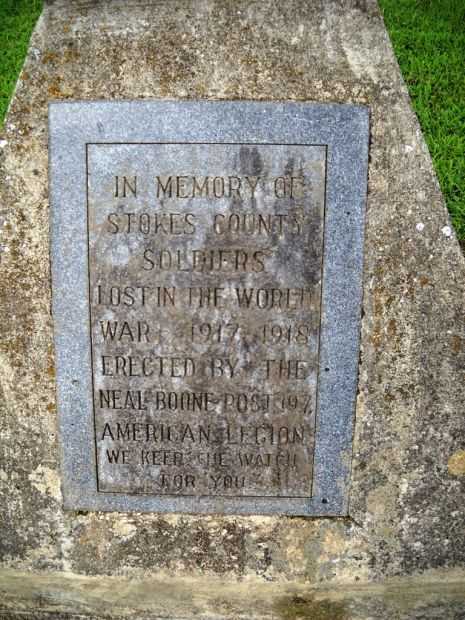 IN MEMORY OF
STOKES COUNTY
SOLDIERS
LOST IN THE WORLD
WAR 1917-1918
ERECTED BY THE
NEAL BOONE POST 197
AMERICAN LEGION
WE KEEP THE WATCH
FOR YOU